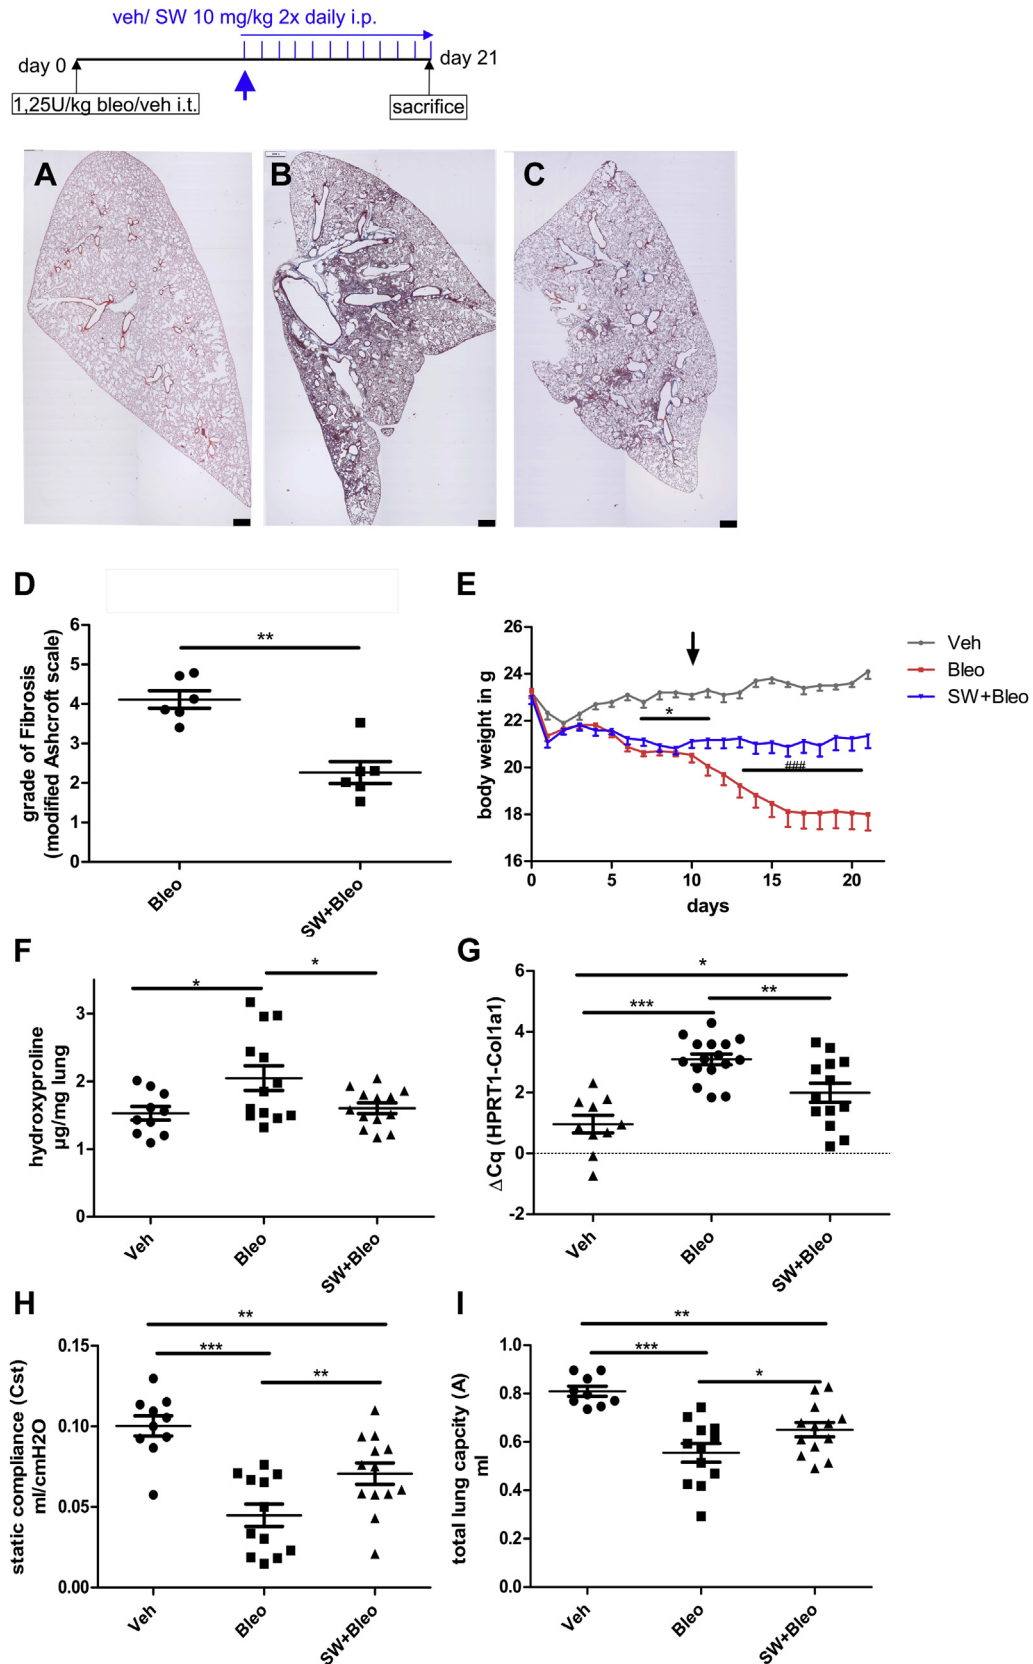 veh/ SW 10 mg/kg 2x daily i.p.
day 0
day 21
1,25U/kg bleo/veh i.t.
sacrifice
A
B
C
D
grade of Fibrosis
(modified Ashcroft scale)
6
5
4
3
2
1
0
**
Bleo
SW+Bleo
E
body weight in g
26
24
22
20
18
16
*
###
0
5
10
15
20
days
Veh
Bleo
SW+Bleo
F
hydroxyproline
µg/mg lung
3
2
1
0
*
*
Veh
Bleo
SW+Bleo
G
ΔCq (HPRT1-Col1a1)
6
4
2
0
-2
*
***
**
Veh
Bleo
SW+Bleo
H
static compliance (Cst)
ml/cmH2O
0.15
0.10
0.05
0.00
**
***
**
Veh
Bleo
SW+Bleo
I
total lung capcity (A)
ml
1.0
0.8
0.6
0.4
0.2
0.0
**
***
*
Veh
Bleo
SW+Bleo